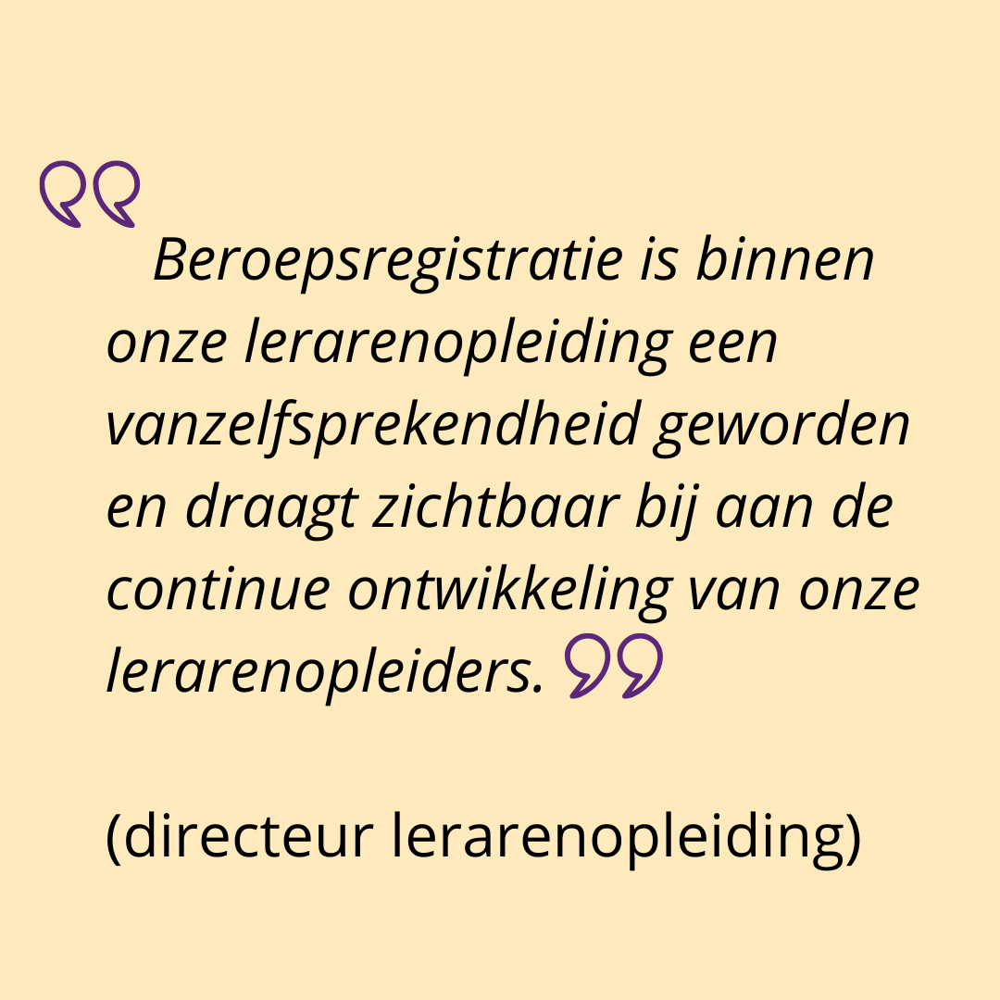 “ Beroepsregistratie is binnen
onze lerarenopleiding een
vanzelfsprekendheid geworden
en draagt zichtbaar bij aan de
continue ontwikkeling van onze
lerarenopleiders. ”
(directeur lerarenopleiding)